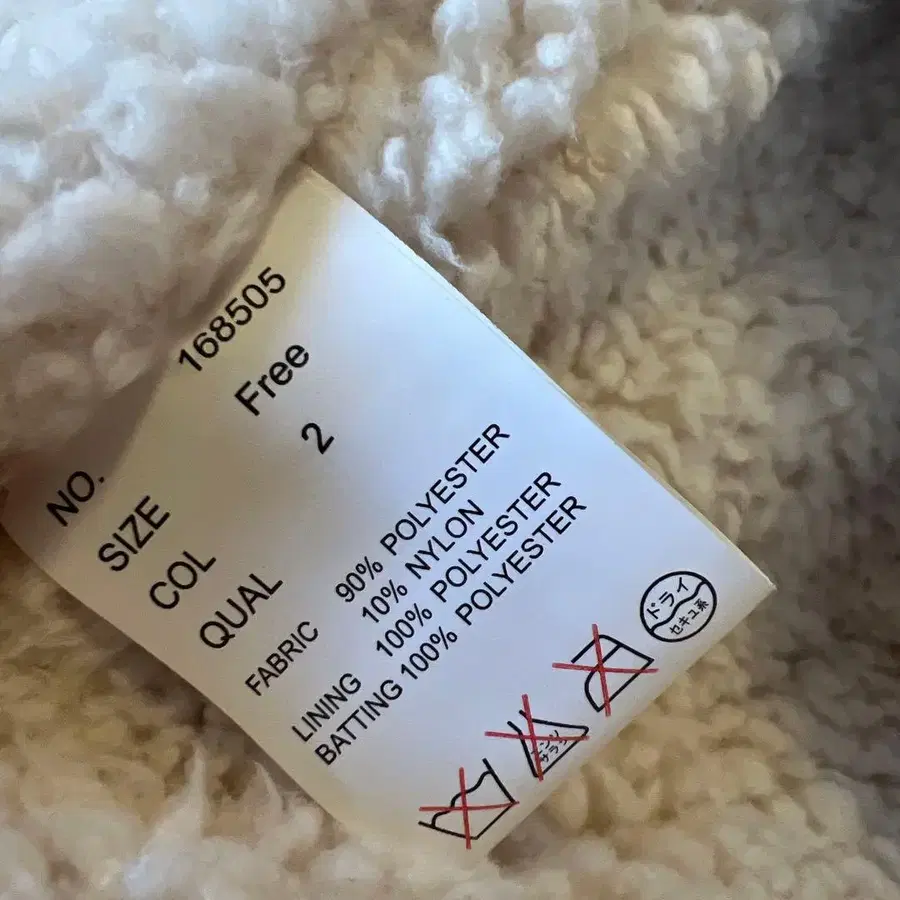 NO. 168505
SIZE Free
COL 2
QUAL
FABRIC 90% POLYESTER
10% NYLON
LINING 100% POLYESTER
BATTING 100% POLYESTER
ドライ
セキユ系